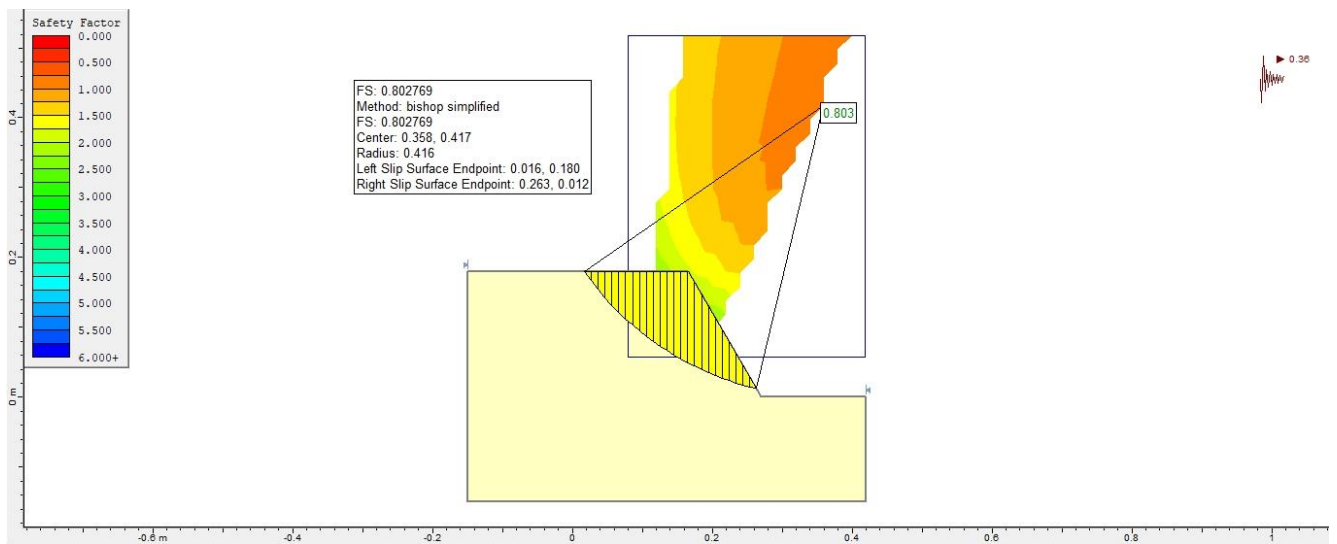 Safety Factor
0.000
0.500
1.000
1.500
2.000
2.500
3.000
3.500
4.000
4.500
5.000
5.500
6.000+
FS: 0.802769
Method: bishop simplified
FS: 0.802769
Center: 0.358, 0.417
Radius: 0.416
Left Slip Surface Endpoint: 0.016, 0.180
Right Slip Surface Endpoint: 0.263, 0.012
0.803
0.36
0.4
0.2
0 m
-0.6 m
-0.4
-0.2
0
0.2
0.4
0.6
0.8
1